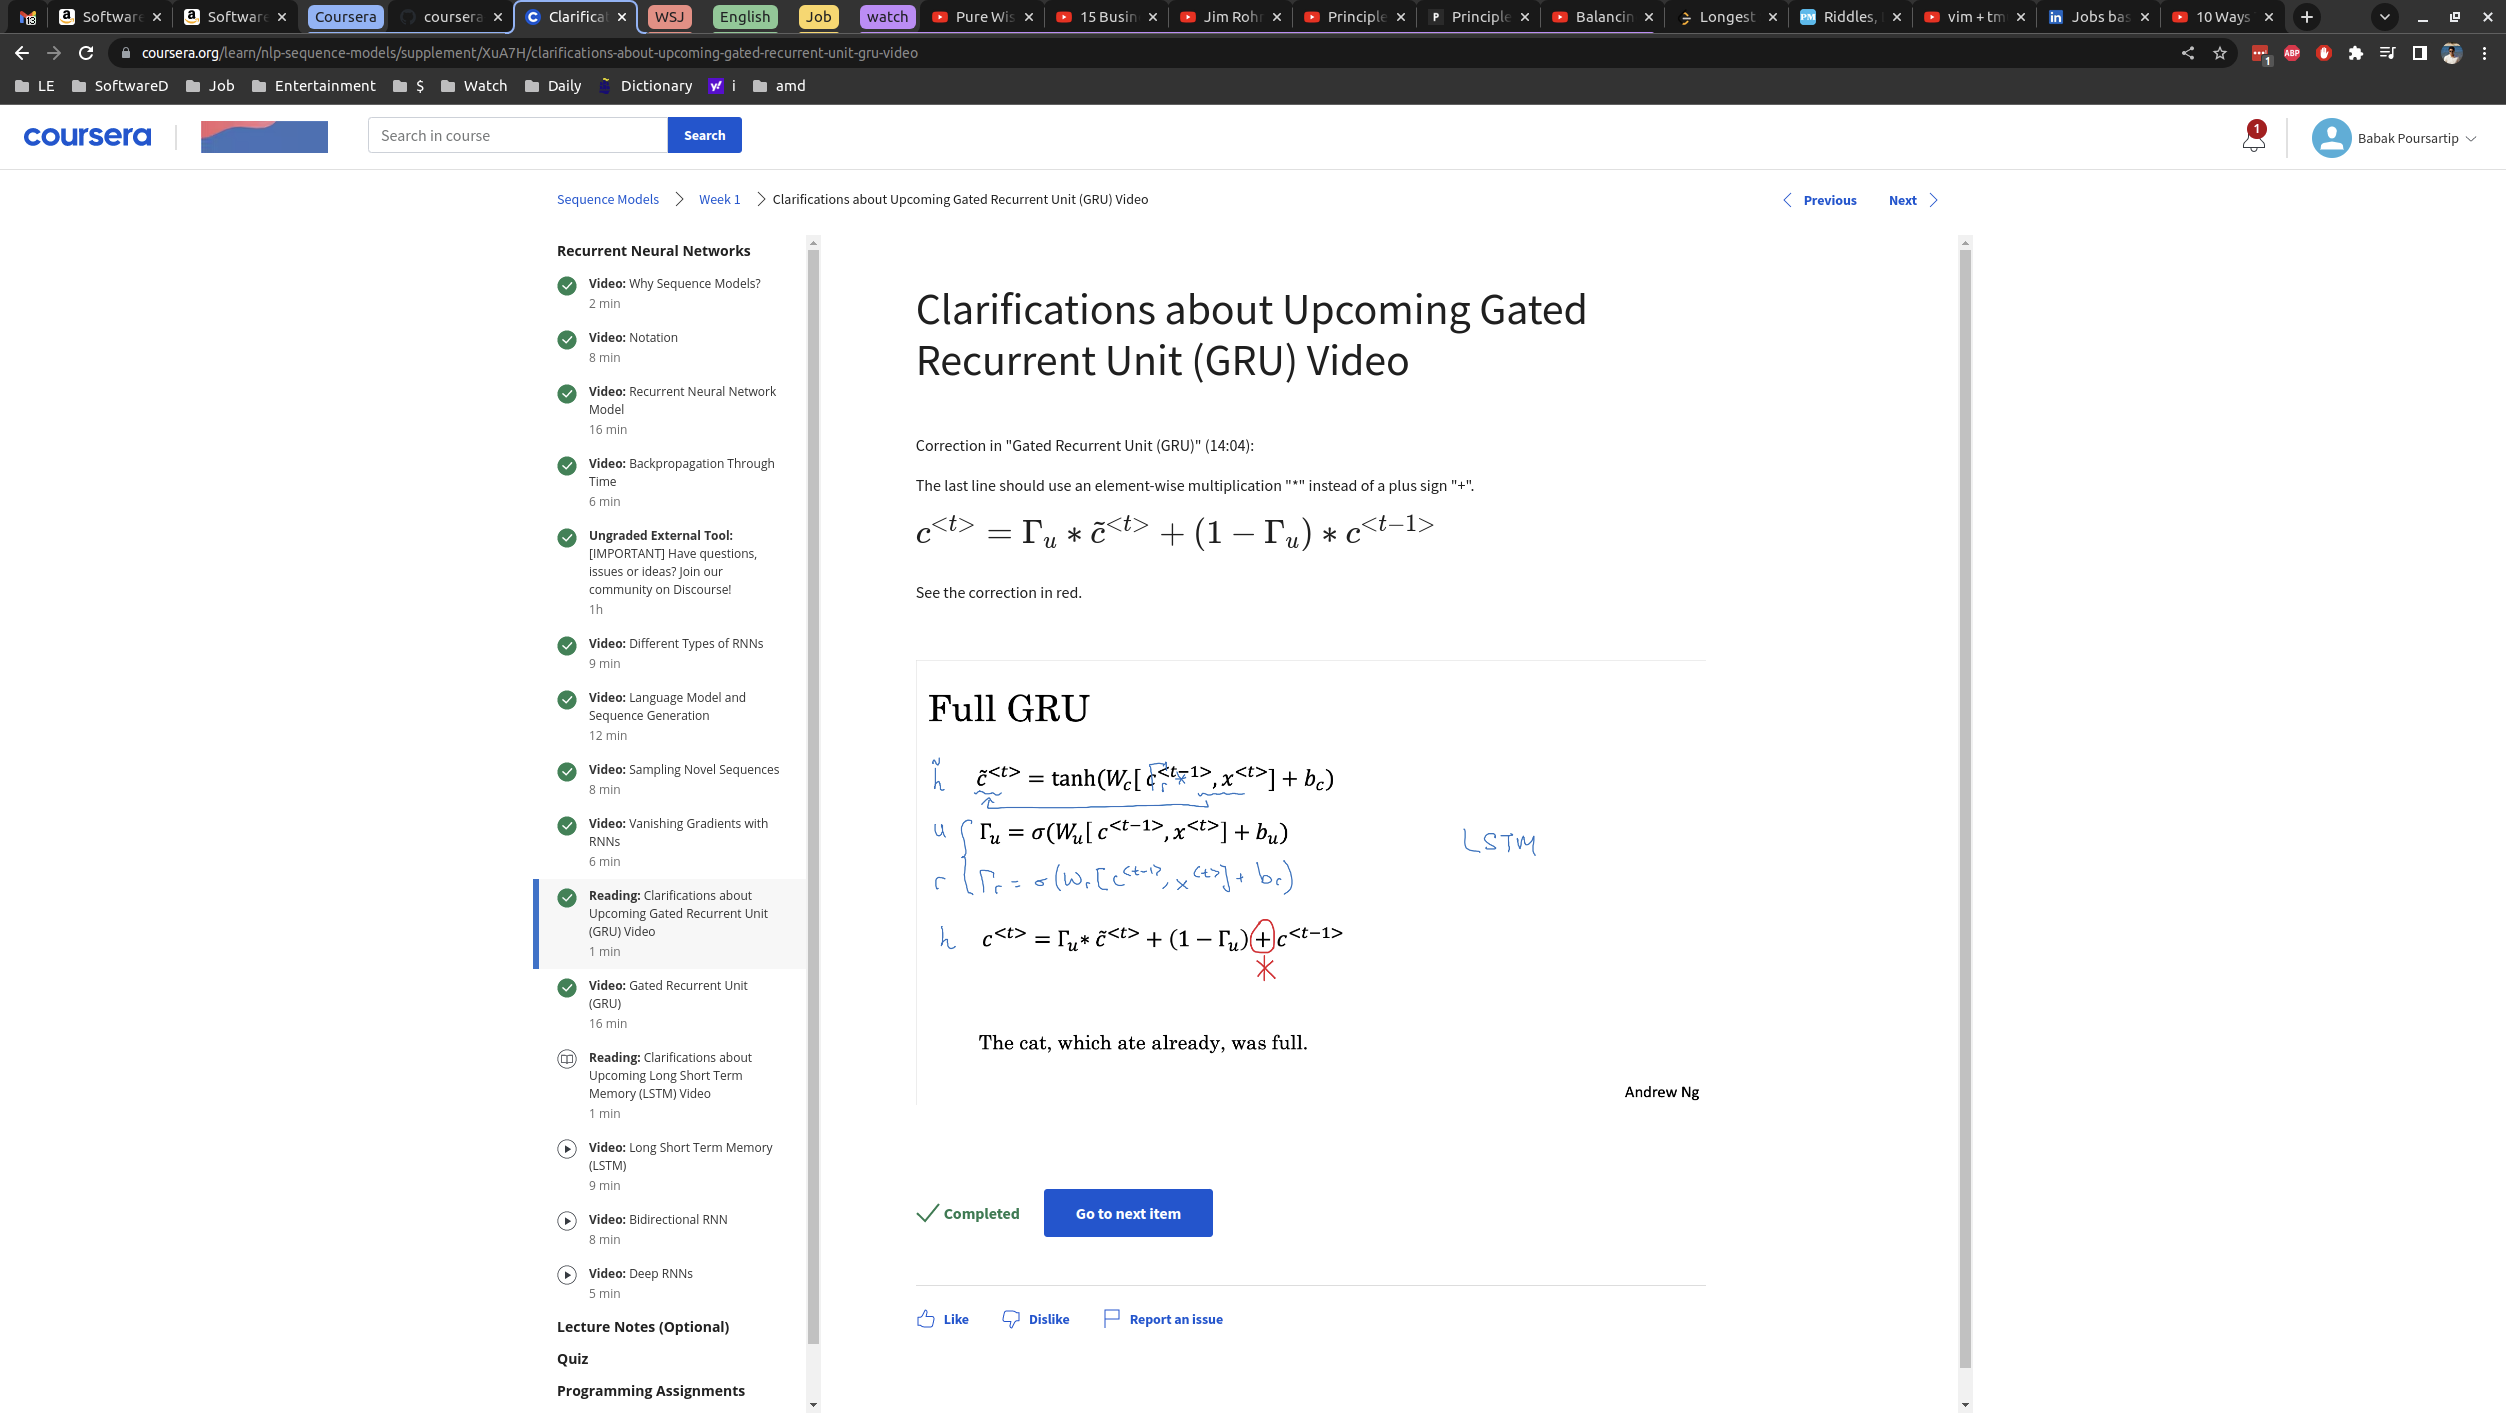 Software
Software
Coursera
coursera
Clarificat
WSJ
English
Job
watch
Pure Wis
15 Busin
Jim Rohn
Principle
Principle
Balancin
Longest
Riddles,
vim + tm
Jobs bas
10 Ways
coursera.org/learn/nlp-sequence-models/supplement/XuA7H/clarifications-about-upcoming-gated-recurrent-unit-gru-video
LE SoftwareD Job Entertainment $ Watch Daily Dictionary i amd
coursera
Search in course
Search
1
Babak Poursartip
Sequence Models > Week 1 > Clarifications about Upcoming Gated Recurrent Unit (GRU) Video
Previous
Next
Recurrent Neural Networks
Video: Why Sequence Models?
2 min
Video: Notation
8 min
Video: Recurrent Neural Network
Model
16 min
Video: Backpropagation Through
Time
6 min
Ungraded External Tool:
[IMPORTANT] Have questions,
issues or ideas? Join our
community on Discourse!
1h
Video: Different Types of RNNs
9 min
Video: Language Model and
Sequence Generation
12 min
Video: Sampling Novel Sequences
8 min
Video: Vanishing Gradients with
RNNs
6 min
Reading: Clarifications about
Upcoming Gated Recurrent Unit
(GRU) Video
1 min
Video: Gated Recurrent Unit
(GRU)
16 min
Reading: Clarifications about
Upcoming Long Short Term
Memory (LSTM) Video
1 min
Video: Long Short Term Memory
(LSTM)
9 min
Video: Bidirectional RNN
8 min
Video: Deep RNNs
5 min
Lecture Notes (Optional)
Quiz
Programming Assignments
Clarifications about Upcoming Gated
Recurrent Unit (GRU) Video
Correction in "Gated Recurrent Unit (GRU)" (14:04):
The last line should use an element-wise multiplication "*" instead of a plus sign "+".
c^<t> = Γ_u * c̃^<t> + (1 − Γ_u) * c^<t−1>
See the correction in red.
Full GRU
h̃ c̃^<t> = tanh(W_c[ Γ_r * c^<t−1>, x^<t>] + b_c)
u Γ_u = σ(W_u[ c^<t−1>, x^<t>] + b_u)
LSTM
r Γ_r = σ(W_r[c^<t-1>, x^<t>] + b_r)
h c^<t> = Γ_u* c̃^<t> + (1 − Γ_u) + c^<t−1>
*
The cat, which ate already, was full.
Andrew Ng
Completed
Go to next item
Like
Dislike
Report an issue